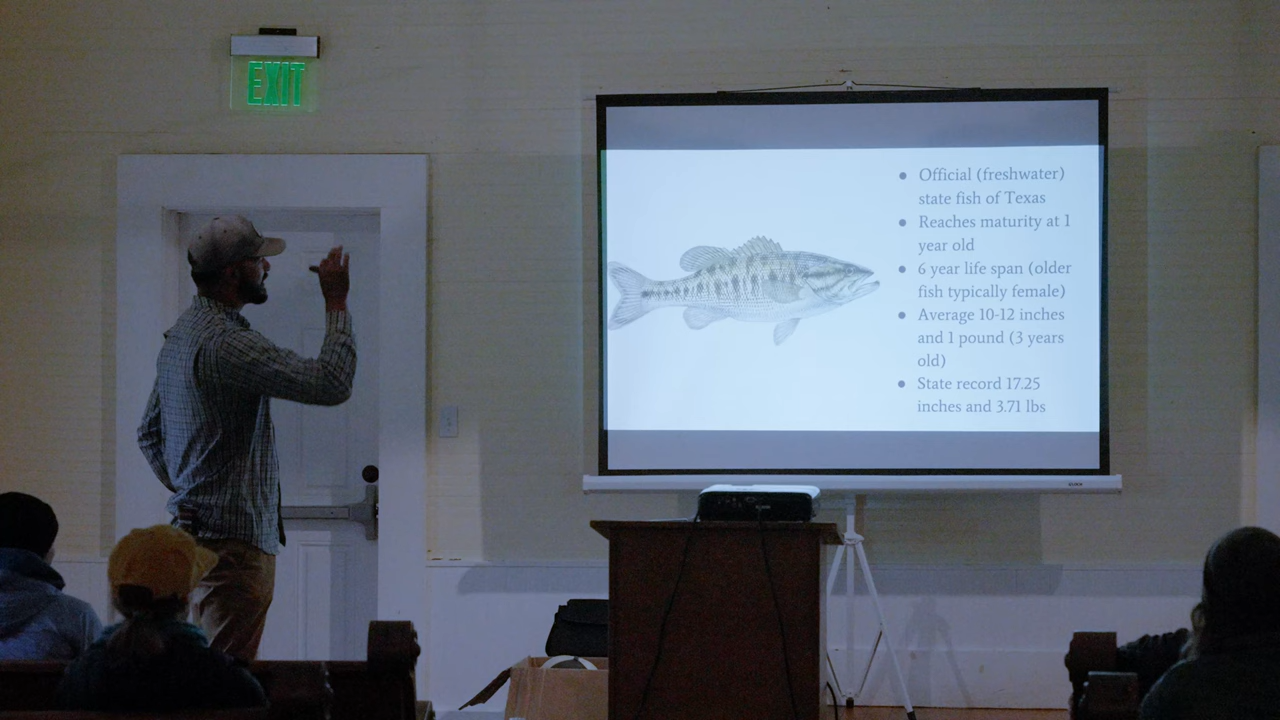 EXIT
● Official (freshwater)
state fish of Texas
● Reaches maturity at 1
year old
● 6 year life span (older
fish typically female)
● Average 10-12 inches
and 1 pound (3 years
old)
● State record 17.25
inches and 3.71 lbs